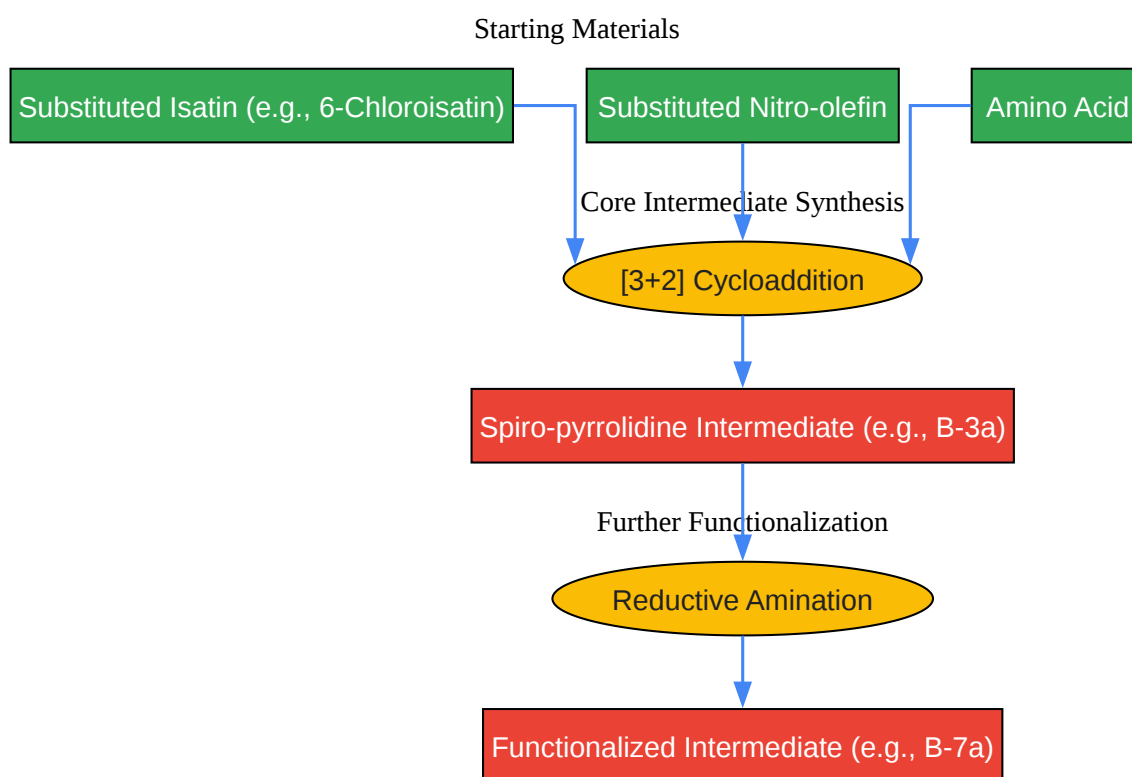 Starting Materials
Substituted Isatin (e.g., 6-Chloroisatin)
Substituted Nitro-olefin
Amino Acid
Core Intermediate Synthesis
[3+2] Cycloaddition
Spiro-pyrrolidine Intermediate (e.g., B-3a)
Further Functionalization
Reductive Amination
Functionalized Intermediate (e.g., B-7a)